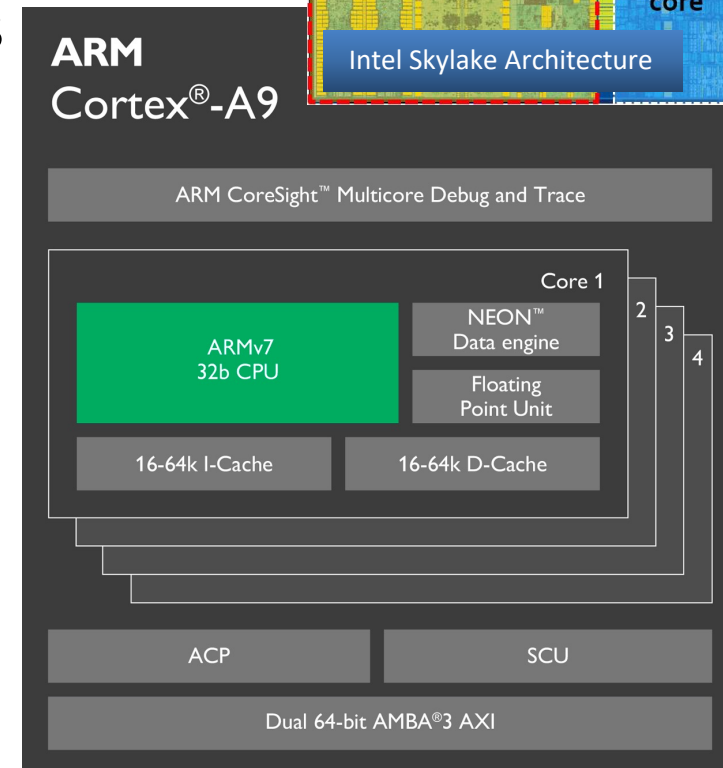 core
Intel Skylake Architecture
ARM
Cortex®-A9
ARM CoreSight™ Multicore Debug and Trace
Core 1
2
3
4
ARMv7
32b CPU
NEON™
Data engine
Floating
Point Unit
16-64k I-Cache
16-64k D-Cache
ACP
SCU
Dual 64-bit AMBA®3 AXI